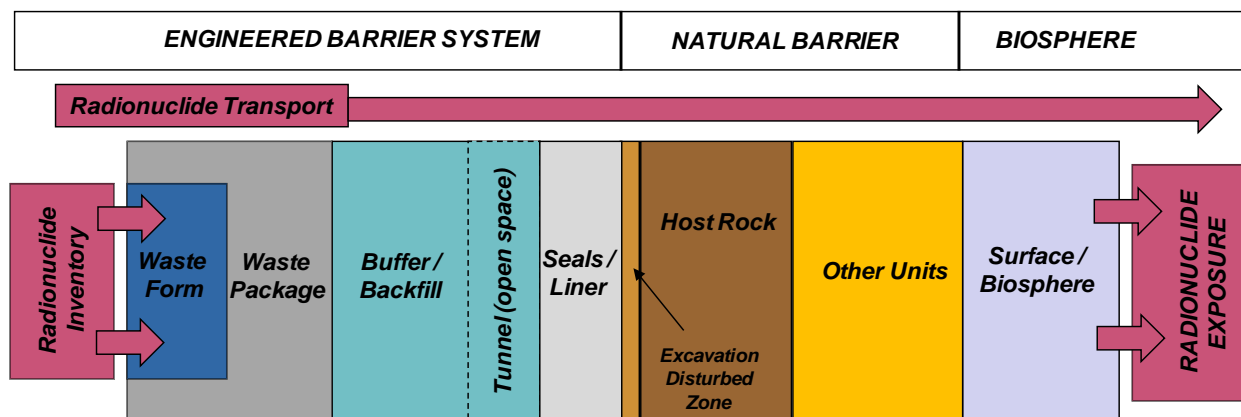 ENGINEERED BARRIER SYSTEM
NATURAL BARRIER
BIOSPHERE
Radionuclide Transport
Radionuclide
Inventory
Waste
Form
Waste
Package
Buffer /
Backfill
Tunnel (open space)
Seals /
Liner
Host Rock
Excavation
Disturbed
Zone
Other Units
Surface /
Biosphere
RADIONUCLIDE
EXPOSURE